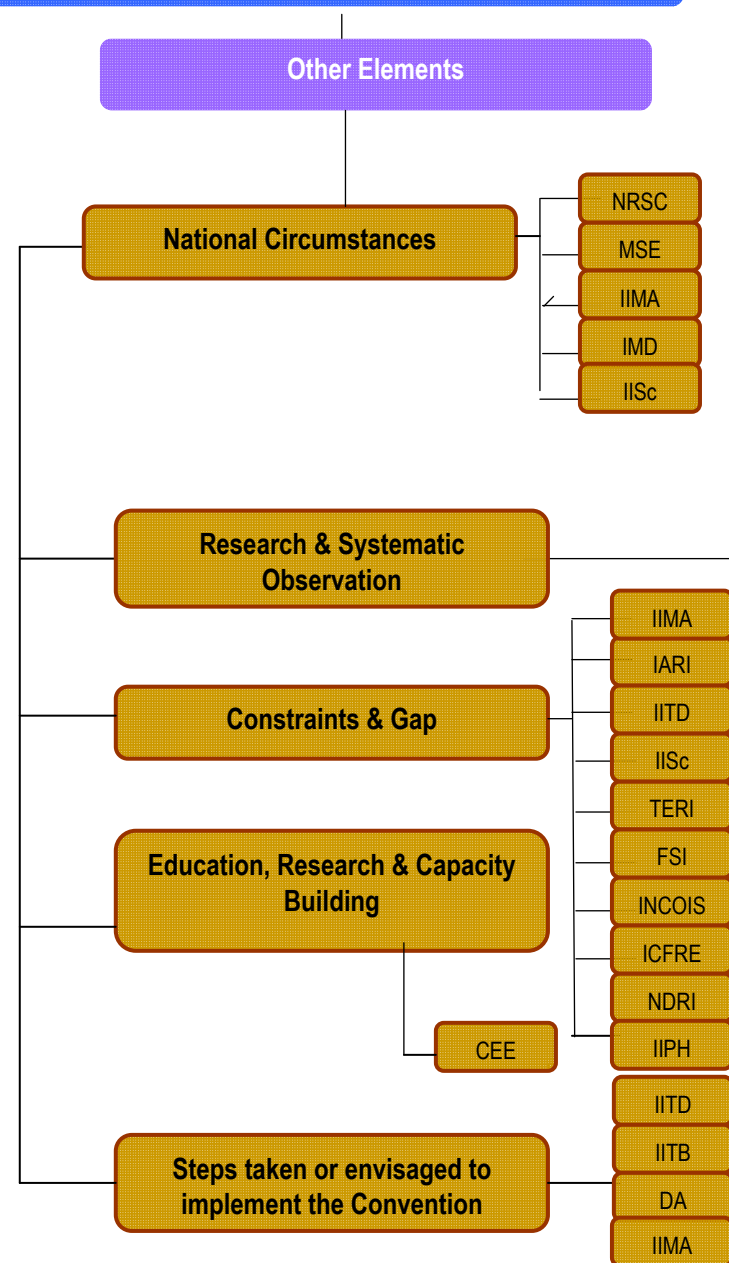 Other Elements
National Circumstances
NRSC
MSE
IIMA
IMD
IISc
Research & Systematic
Observation
Constraints & Gap
IIMA
IARI
IITD
IISc
TERI
FSI
INCOIS
ICFRE
NDRI
IIPH
Education, Research & Capacity
Building
CEE
Steps taken or envisaged to
implement the Convention
IITD
IITB
DA
IIMA